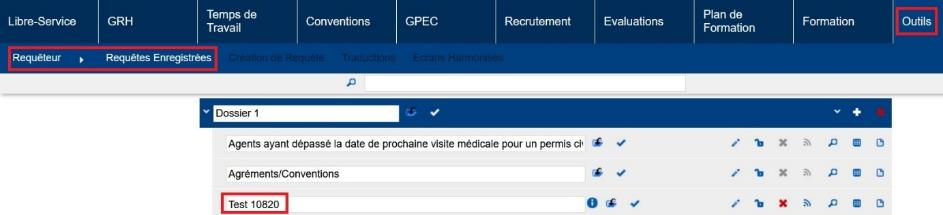 Libre-Service GRH Temps de Travail Conventions GPEC Recrutement Evaluations Plan de Formation Formation Outils
Requêteur Requêtes Enregistrées Création de Requête Traductions Ecrans Harmonisés
Dossier 1
Agents ayant dépassé la date de prochaine visite médicale pour un permis
Agréments/Conventions
Test 10820